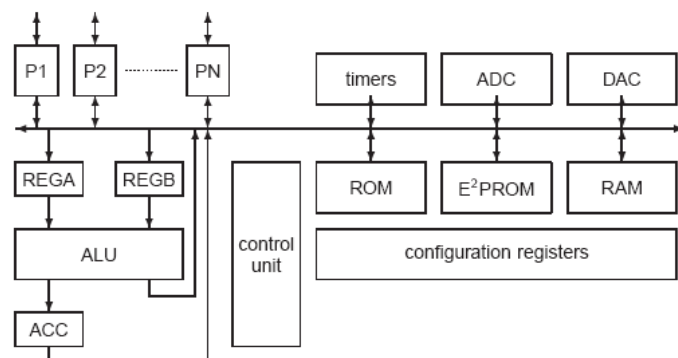 P1 P2 PN
timers ADC DAC
REGA REGB
ROM E²PROM RAM
ALU
control
unit
configuration registers
ACC